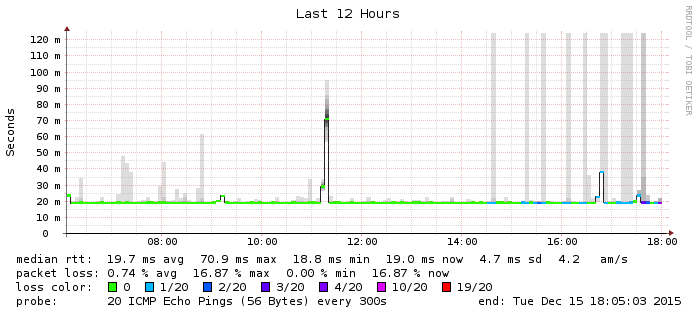 Last 12 Hours
RRDTOOL / TOBI OETIKER
Seconds
120 m
110 m
100 m
90 m
80 m
70 m
60 m
50 m
40 m
30 m
20 m
10 m
0
08:00 10:00 12:00 14:00 16:00 18:00
median rtt: 19.7 ms avg 70.9 ms max 18.8 ms min 19.0 ms now 4.7 ms sd 4.2 am/s
packet loss: 0.74 % avg 16.87 % max 0.00 % min 16.87 % now
loss color: 0 1/20 2/20 3/20 4/20 10/20 19/20
probe: 20 ICMP Echo Pings (56 Bytes) every 300s end: Tue Dec 15 18:05:03 2015